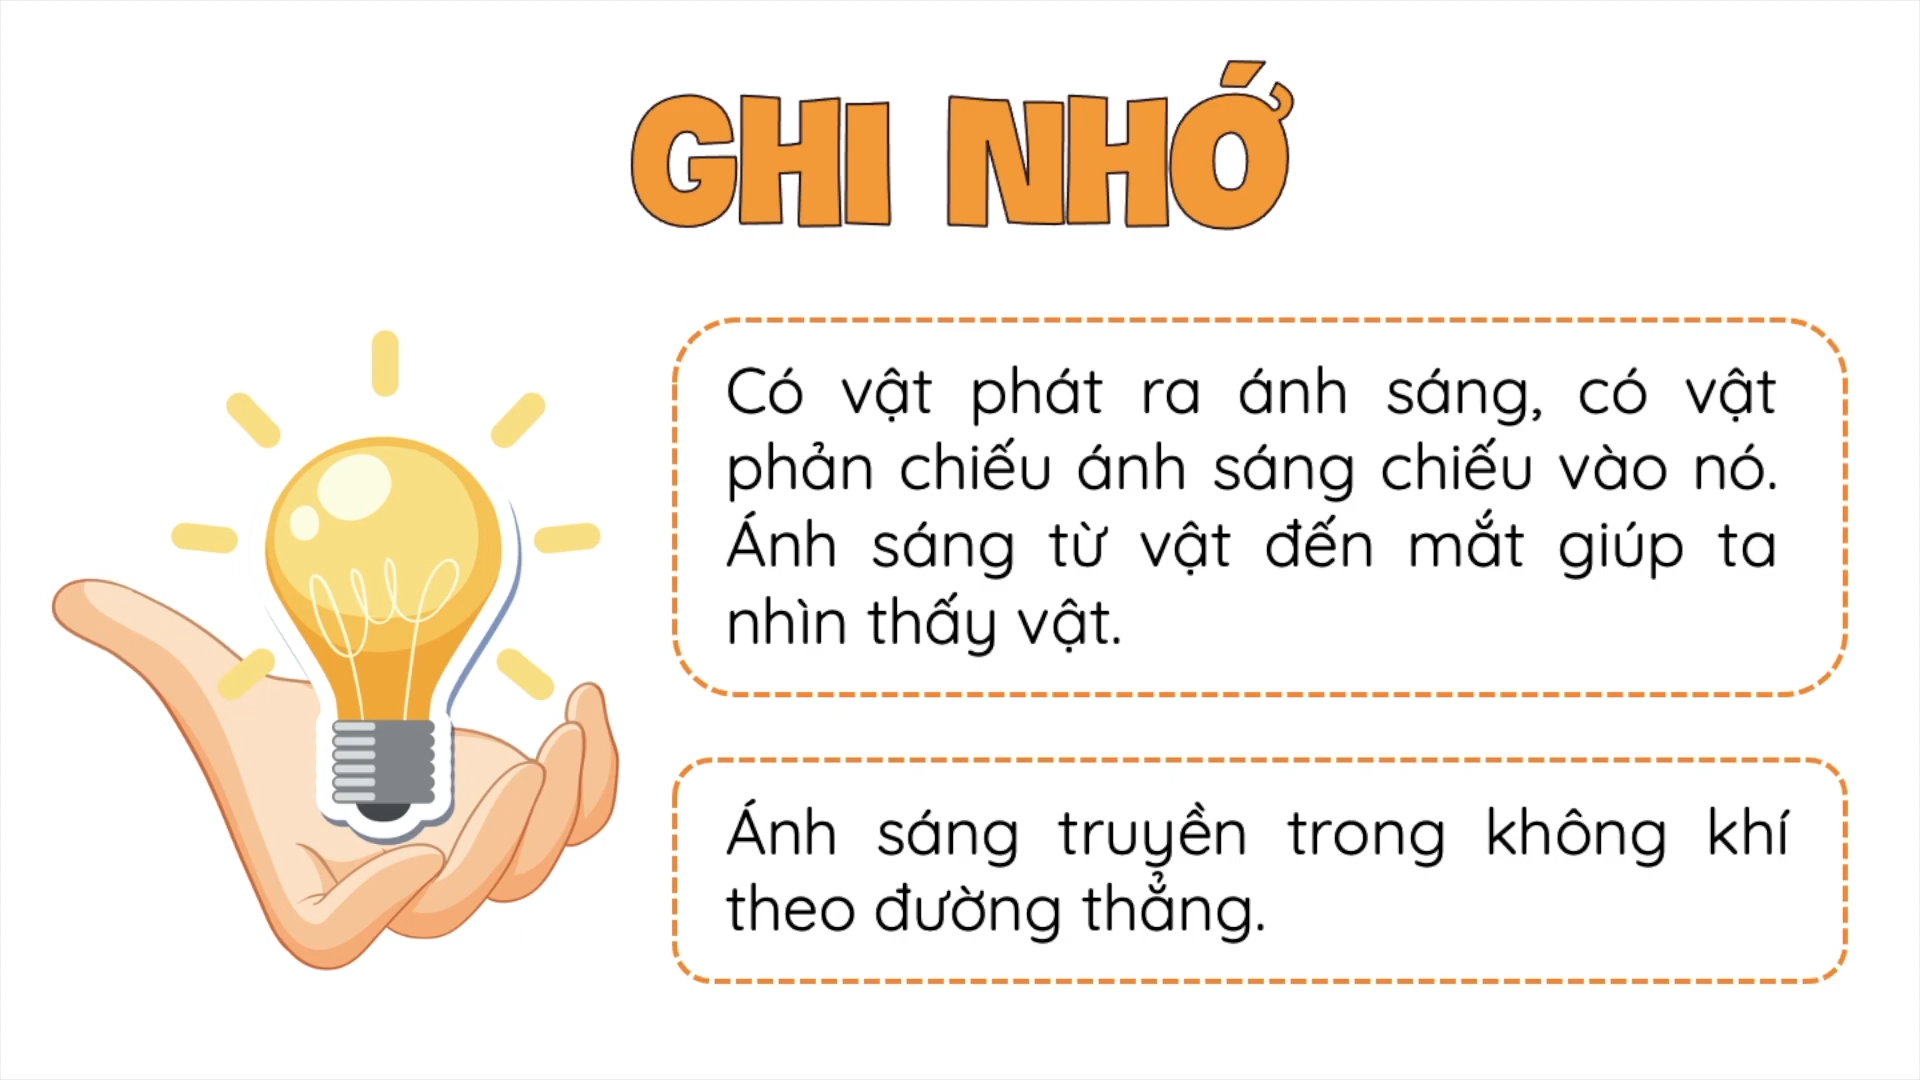 GHI NHỚ
Có vật phát ra ánh sáng, có vật
phản chiếu ánh sáng chiếu vào nó.
Ánh sáng từ vật đến mắt giúp ta
nhìn thấy vật.
Ánh sáng truyền trong không khí
theo đường thẳng.